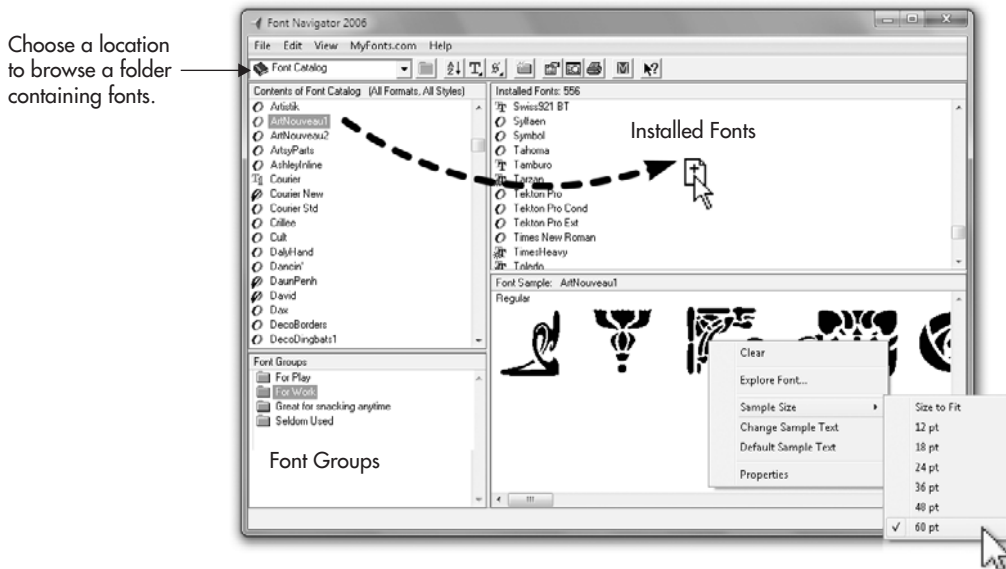 Choose a location
to browse a folder
containing fonts.
Font Navigator 2006
File Edit View MyFonts.com Help
Font Catalog
Contents of Font Catalog (All Formats, All Styles)
Artistik
ArtNouveau1
ArtNouveau2
ArtsyParts
AshleyInline
Courier
Courier New
Courier Std
Crillee
Cult
DalyHand
Dancin'
DaunPenh
David
Dax
DecoBorders
DecoDingbats1
Installed Fonts: 556
Swiss921 BT
Sylfaen
Symbol
Tahoma
Tamburo
Tarzan
Tekton Pro
Tekton Pro Cond
Tekton Pro Ext
Times New Roman
TimesHeavy
Toledo
Installed Fonts
Font Groups
For Play
For Work
Great for snacking anytime
Seldom Used
Font Groups
Font Sample: ArtNouveau1
Regular
Clear
Explore Font...
Sample Size
Change Sample Text
Default Sample Text
Properties
Size to Fit
12 pt
18 pt
24 pt
36 pt
48 pt
60 pt